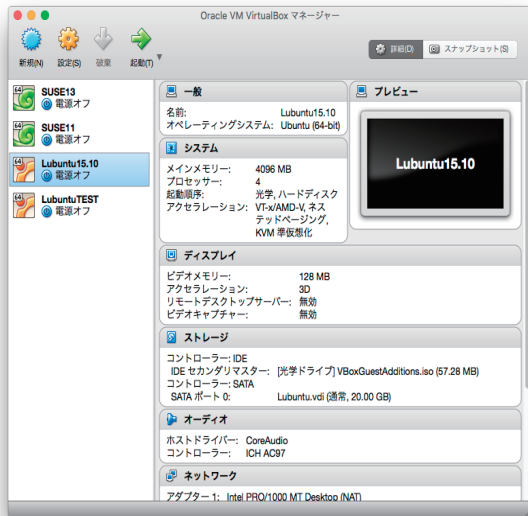 Oracle VM VirtualBox マネージャー
新規(N) 設定(S) 破棄 起動(T)
詳細(D) スナップショット(S)
64 SUSE13
電源オフ
64 SUSE11
電源オフ
64 Lubuntu15.10
電源オフ
64 LubuntuTEST
電源オフ
一般
名前: Lubuntu15.10
オペレーティングシステム: Ubuntu (64-bit)
プレビュー
Lubuntu15.10
システム
メインメモリー: 4096 MB
プロセッサー: 4
起動順序: 光学, ハードディスク
アクセラレーション: VT-x/AMD-V, ネス
テッドページング,
KVM 準仮想化
ディスプレイ
ビデオメモリー: 128 MB
アクセラレーション: 3D
リモートデスクトップサーバー: 無効
ビデオキャプチャー: 無効
ストレージ
コントローラー: IDE
IDE セカンダリマスター: [光学ドライブ] VBoxGuestAdditions.iso (57.28 MB)
コントローラー: SATA
SATA ポート 0: Lubuntu.vdi (通常, 20.00 GB)
オーディオ
ホストドライバー: CoreAudio
コントローラー: ICH AC97
ネットワーク
アダプター 1: Intel PRO/1000 MT Desktop (NAT)